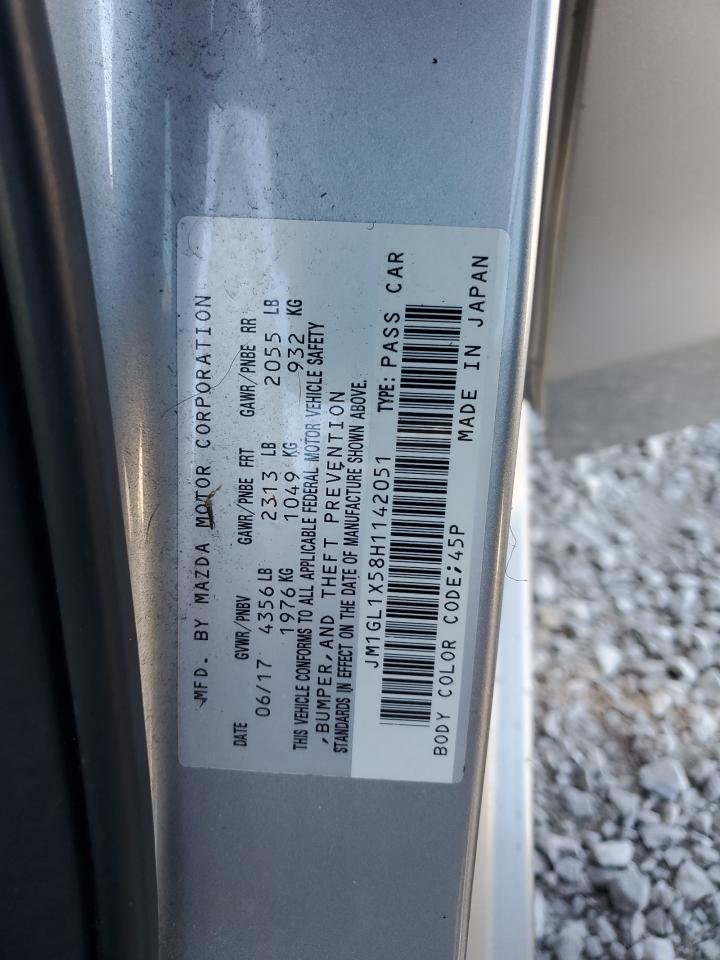 MFD. BY MAZDA MOTOR CORPORATION
DATE GVWR/PNBV GAWR/PNBE FRT GAWR/PNBE RR
06/17 4356 LB 2313 LB 2055 LB
1976 KG 1049 KG 932 KG
THIS VEHICLE CONFORMS TO ALL APPLICABLE FEDERAL MOTOR VEHICLE SAFETY
,BUMPER,AND THEFT PREVENTION
STANDARDS IN EFFECT ON THE DATE OF MANUFACTURE SHOWN ABOVE.
JM1GL1X58H1142051 TYPE: PASS CAR
BODY COLOR CODE;45P MADE IN JAPAN